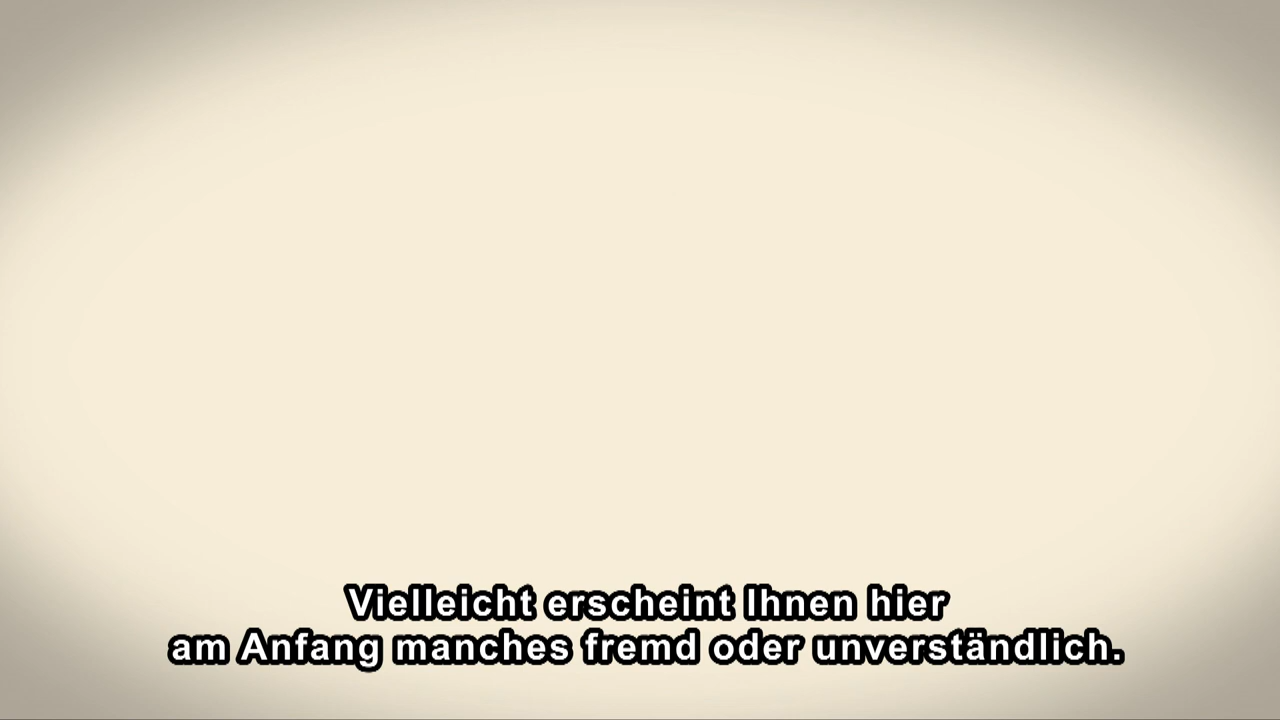 Vielleicht erscheint Ihnen hier
am Anfang manches fremd oder unverständlich.